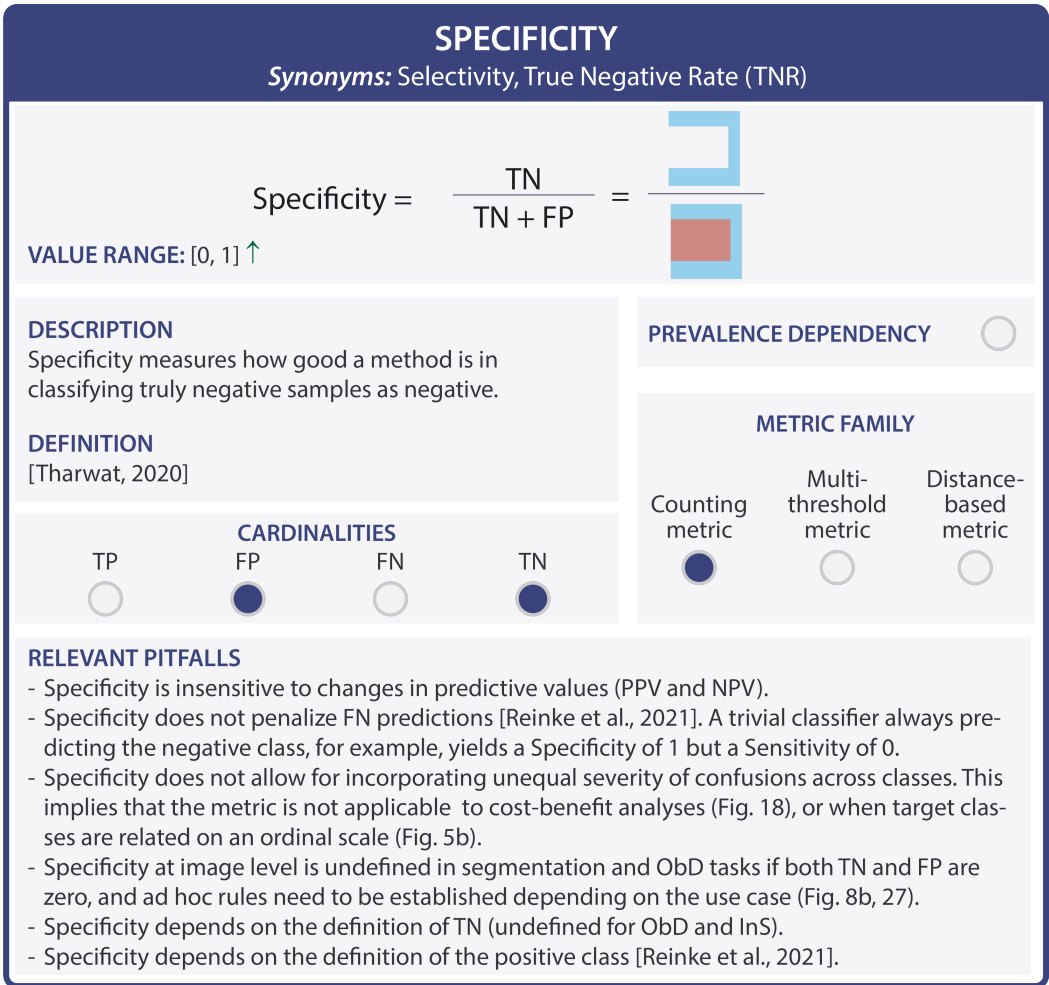 SPECIFICITY
Synonyms: Selectivity, True Negative Rate (TNR)
Specificity = TN / TN + FP =
VALUE RANGE: [0, 1] ↑
DESCRIPTION
Specificity measures how good a method is in
classifying truly negative samples as negative.
DEFINITION
[Tharwat, 2020]
PREVALENCE DEPENDENCY
METRIC FAMILY
Counting
metric
Multi-
threshold
metric
Distance-
based
metric
CARDINALITIES
TP FP FN TN
RELEVANT PITFALLS
- Specificity is insensitive to changes in predictive values (PPV and NPV).
- Specificity does not penalize FN predictions [Reinke et al., 2021]. A trivial classifier always pre-
dicting the negative class, for example, yields a Specificity of 1 but a Sensitivity of 0.
- Specificity does not allow for incorporating unequal severity of confusions across classes. This
implies that the metric is not applicable to cost-benefit analyses (Fig. 18), or when target clas-
ses are related on an ordinal scale (Fig. 5b).
- Specificity at image level is undefined in segmentation and ObD tasks if both TN and FP are
zero, and ad hoc rules need to be established depending on the use case (Fig. 8b, 27).
- Specificity depends on the definition of TN (undefined for ObD and InS).
- Specificity depends on the definition of the positive class [Reinke et al., 2021].